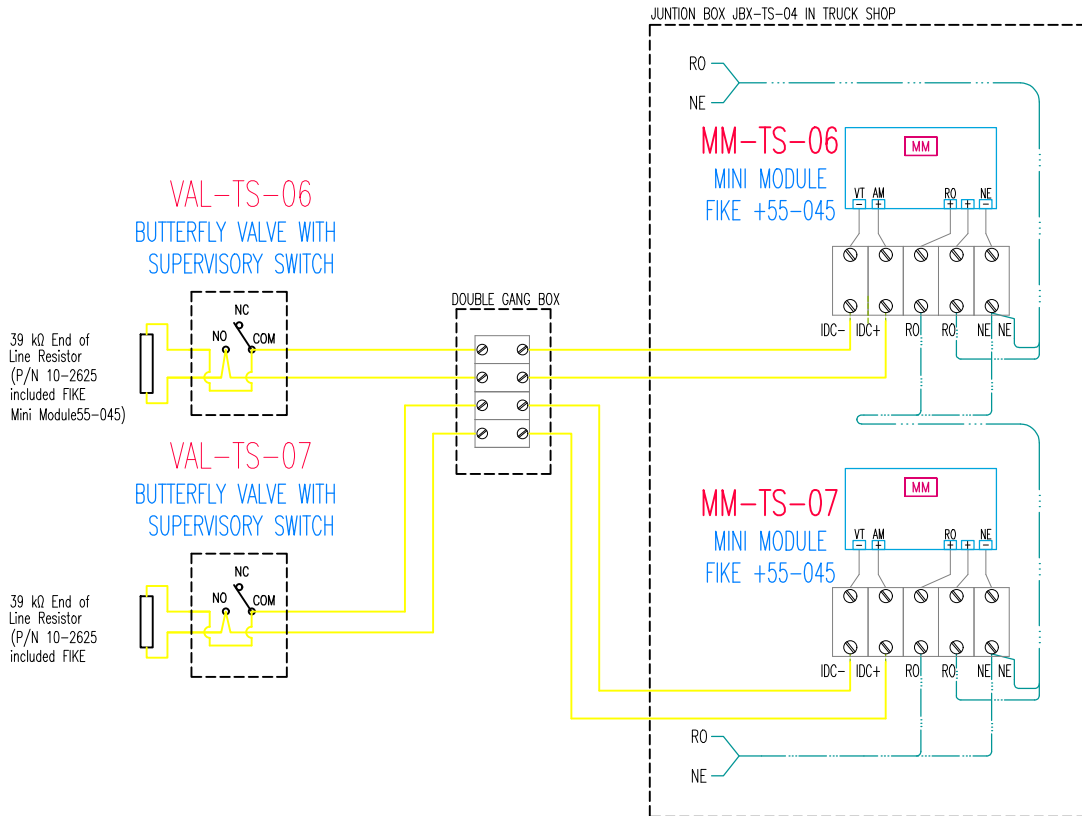 JUNTION BOX JBX-TS-04 IN TRUCK SHOP
RO
NE
MM-TS-06
MINI MODULE
FIKE +55-045
MM
VT AM RO NE
- + + + -
IDC- IDC+ RO RO NE NE
VAL-TS-06
BUTTERFLY VALVE WITH
SUPERVISORY SWITCH
NC
NO COM
39 kΩ End of
Line Resistor
(P/N 10-2625
included FIKE
Mini Module55-045)
DOUBLE GANG BOX
VAL-TS-07
BUTTERFLY VALVE WITH
SUPERVISORY SWITCH
NC
NO COM
39 kΩ End of
Line Resistor
(P/N 10-2625
included FIKE
MM-TS-07
MINI MODULE
FIKE +55-045
MM
VT AM RO NE
- + + + -
IDC- IDC+ RO RO NE NE
RO
NE